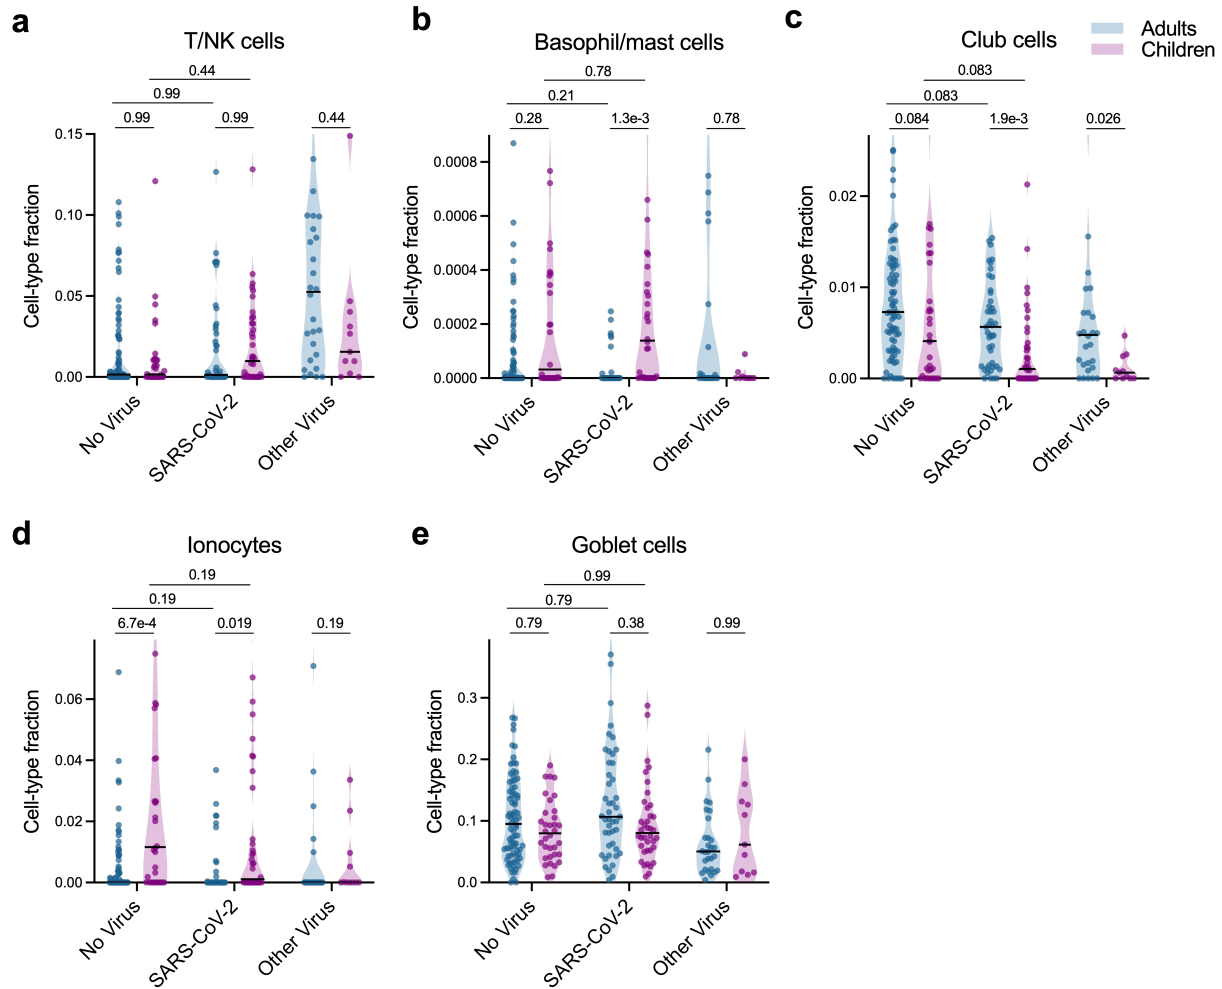 a
T/NK cells
0.44
0.99
0.99
0.99
0.44
0.15
0.10
0.05
0.00
Cell-type fraction
No Virus
SARS-CoV-2
Other Virus
b
Basophil/mast cells
0.78
0.21
0.28
1.3e-3
0.78
0.0008
0.0006
0.0004
0.0002
0.0000
Cell-type fraction
No Virus
SARS-CoV-2
Other Virus
c
Club cells
Adults
Children
0.083
0.083
0.084
1.9e-3
0.026
0.02
0.01
0.00
Cell-type fraction
No Virus
SARS-CoV-2
Other Virus
d
Ionocytes
0.19
0.19
6.7e-4
0.019
0.19
0.06
0.04
0.02
0.00
Cell-type fraction
No Virus
SARS-CoV-2
Other Virus
e
Goblet cells
0.99
0.79
0.79
0.38
0.99
0.3
0.2
0.1
0.0
Cell-type fraction
No Virus
SARS-CoV-2
Other Virus